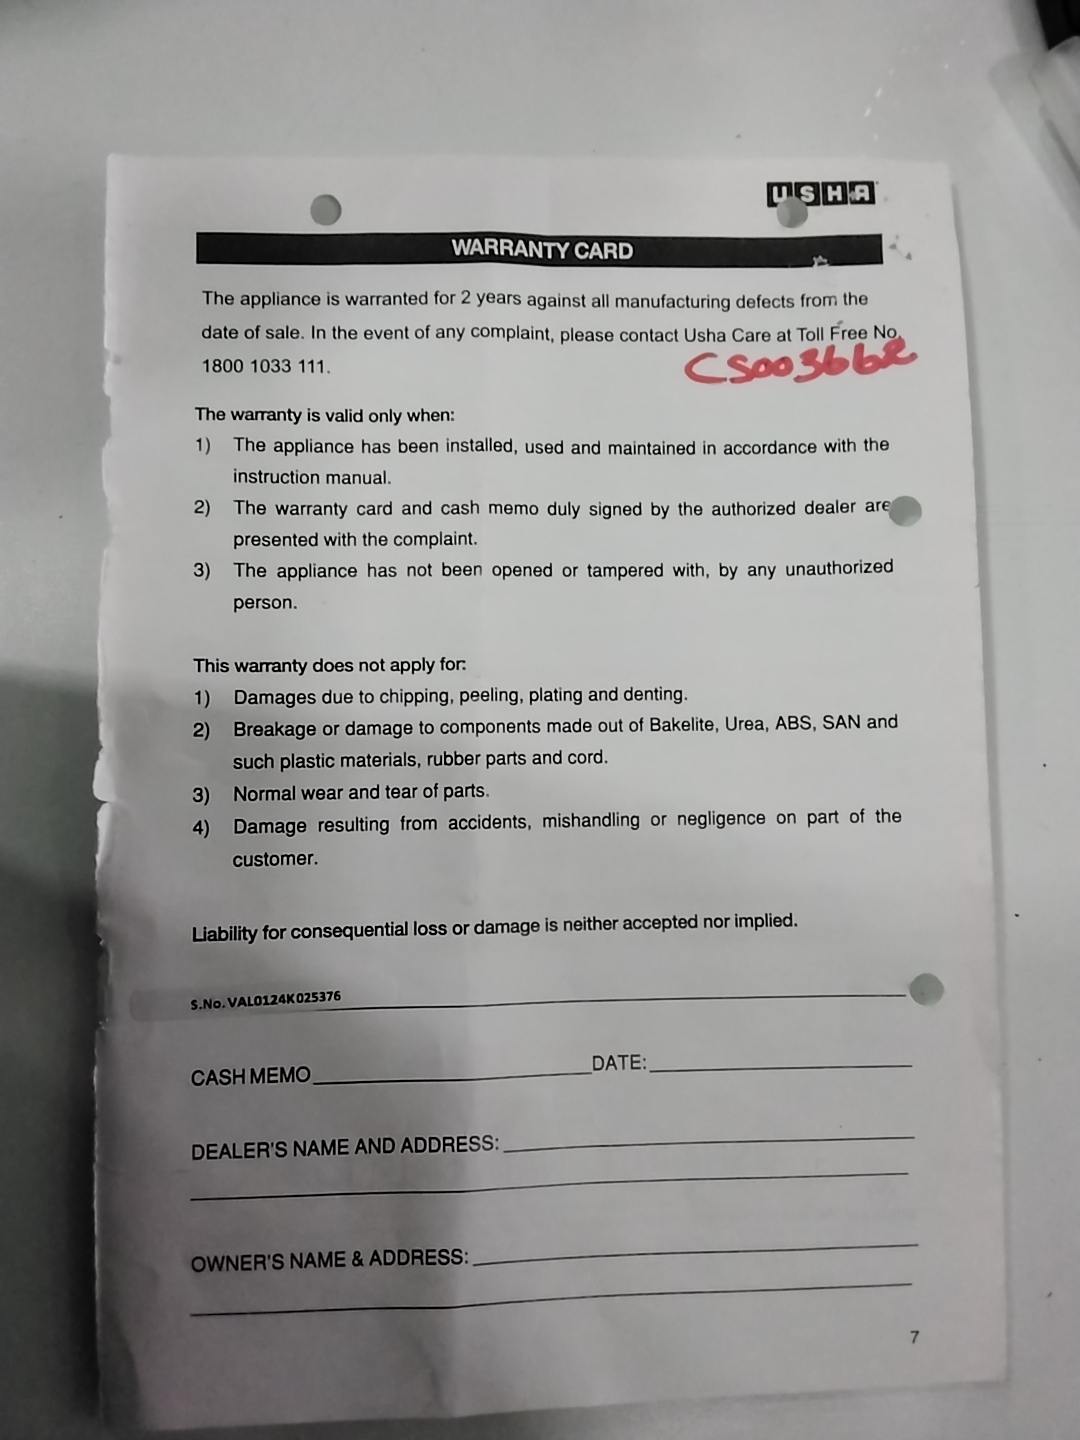 USHA
WARRANTY CARD
The appliance is warranted for 2 years against all manufacturing defects from the
date of sale. In the event of any complaint, please contact Usha Care at Toll Free No.
1800 1033 111.
CS003662
The warranty is valid only when:
1) The appliance has been installed, used and maintained in accordance with the
instruction manual.
2) The warranty card and cash memo duly signed by the authorized dealer are
presented with the complaint.
3) The appliance has not been opened or tampered with, by any unauthorized
person.
This warranty does not apply for:
1) Damages due to chipping, peeling, plating and denting.
2) Breakage or damage to components made out of Bakelite, Urea, ABS, SAN and
such plastic materials, rubber parts and cord.
3) Normal wear and tear of parts.
4) Damage resulting from accidents, mishandling or negligence on part of the
customer.
Liability for consequential loss or damage is neither accepted nor implied.
S.No. VAL0124K025376
CASH MEMO DATE:
DEALER'S NAME AND ADDRESS:
OWNER'S NAME & ADDRESS:
7